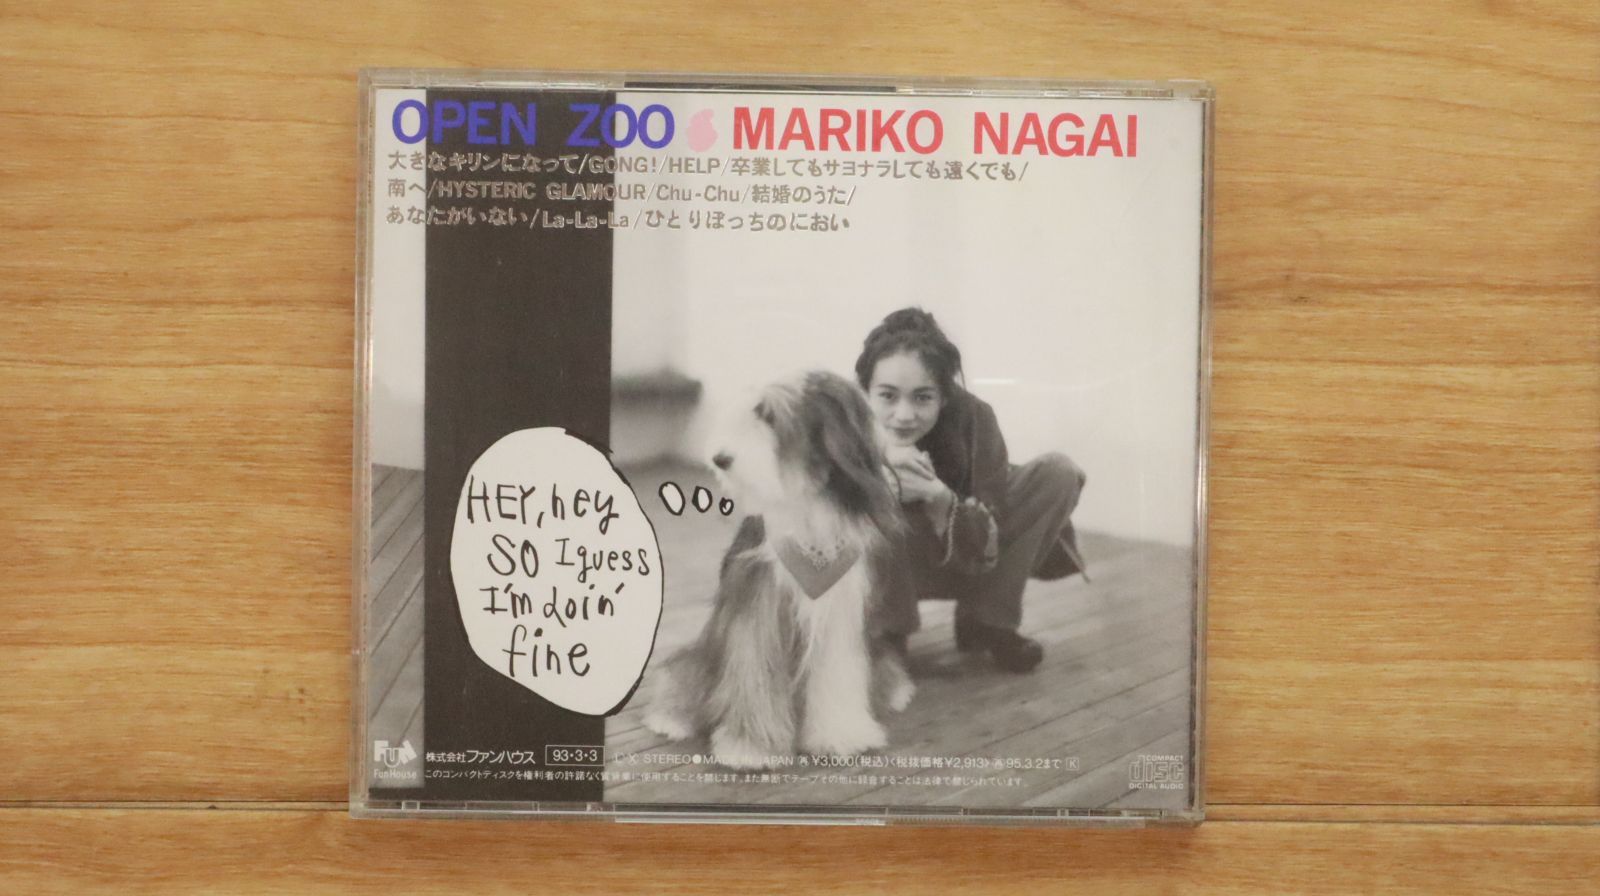 OPEN ZOO MARIKO NAGAI
大きなキリンになって/GONG!/HELP/卒業してもサヨナラしても遠くでも/
南へ/HYSTERIC GLAMOUR/Chu-Chu/結婚のうた/
あなたがいない/La-La-La/ひとりぼっちのにおい
HEY, hey
SO I guess
I'm doin'
fine
FUN
FunHouse
株式会社ファンハウス 93・3・3 STEREO●MADE IN JAPAN 再¥3,000(税込)〈税抜価格¥2,913〉再95.3.2まで K
このコンパクトディスクを権利者の許諾なく賃貸業に使用することを禁じます。また無断でテープその他に録音することは法律で禁じられています。
COMPACT
disc
DIGITAL AUDIO